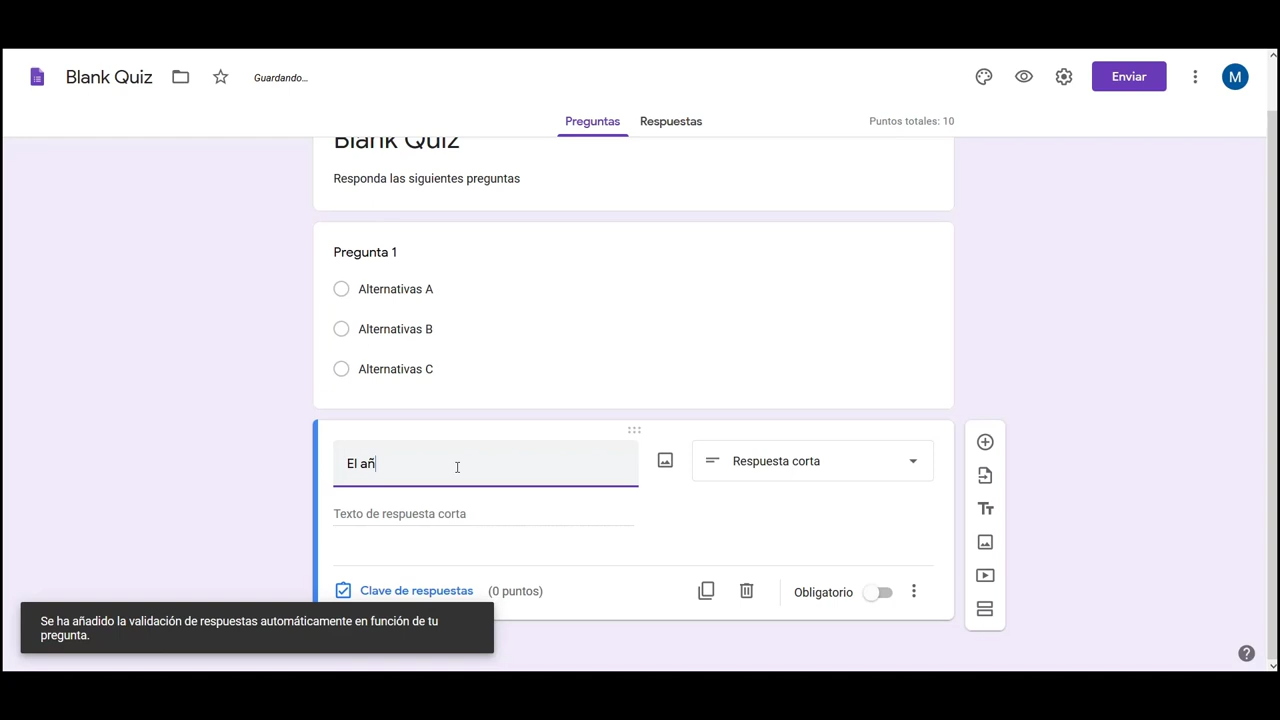 Blank Quiz
Guardando...
Enviar
M
Preguntas
Respuestas
Puntos totales: 10
Blank Quiz
Responda las siguientes preguntas
Pregunta 1
Alternativas A
Alternativas B
Alternativas C
El añ
Respuesta corta
Texto de respuesta corta
Clave de respuestas
(0 puntos)
Obligatorio
Se ha añadido la validación de respuestas automáticamente en función de tu
pregunta.